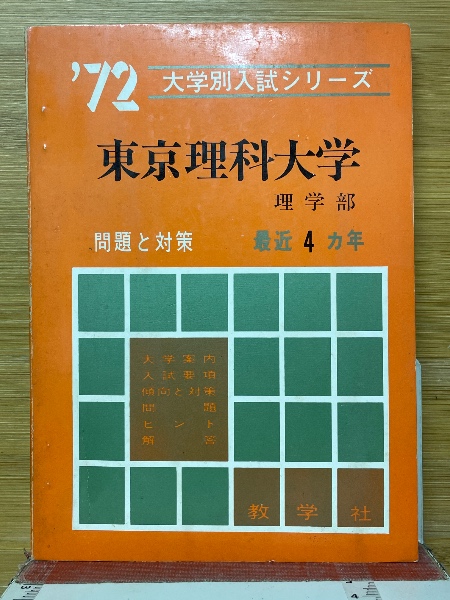 '72 大学別入試シリーズ
東京理科大学
理学部
問題と対策 最近4カ年
大学案内
入試要項
傾向と対策
問題
ヒント
解答
教学社